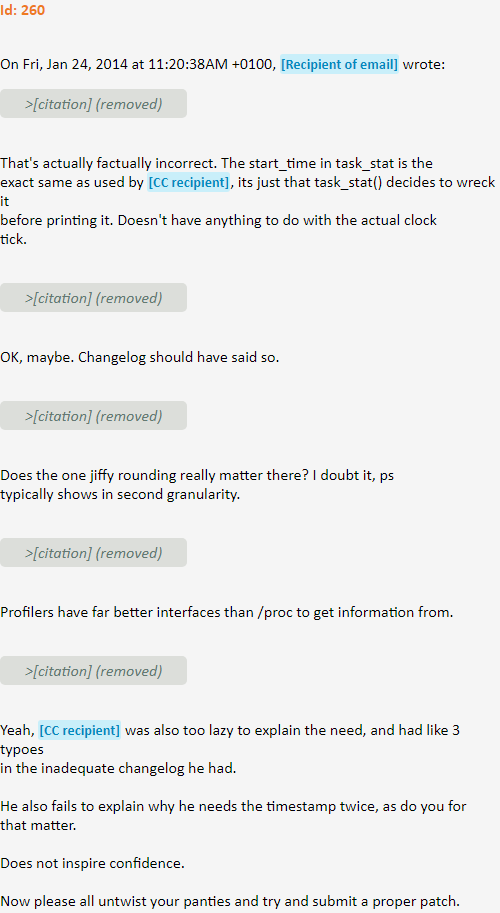 Id: 260
On Fri, Jan 24, 2014 at 11:20:38AM +0100, [Recipient of email] wrote:
>[citation] (removed)
That's actually factually incorrect. The start_time in task_stat is the
exact same as used by [CC recipient], its just that task_stat() decides to wreck
it
before printing it. Doesn't have anything to do with the actual clock
tick.
>[citation] (removed)
OK, maybe. Changelog should have said so.
>[citation] (removed)
Does the one jiffy rounding really matter there? I doubt it, ps
typically shows in second granularity.
>[citation] (removed)
Profilers have far better interfaces than /proc to get information from.
>[citation] (removed)
Yeah, [CC recipient] was also too lazy to explain the need, and had like 3
typoes
in the inadequate changelog he had.
He also fails to explain why he needs the timestamp twice, as do you for
that matter.
Does not inspire confidence.
Now please all untwist your panties and try and submit a proper patch.